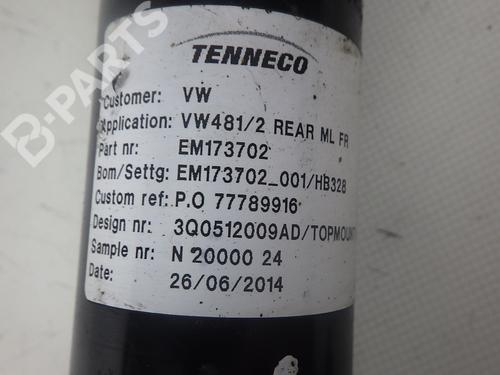 B-PARTS
TENNECO
Customer: VW
Application: VW481/2 REAR ML FR
Part nr: EM173702
Bom/Settg: EM173702_001/HB328
Custom ref: P.O 77789916
Design nr: 3Q0512009AD/TOPMOUNT
Sample nr: N 20000 24
Date: 26/06/2014